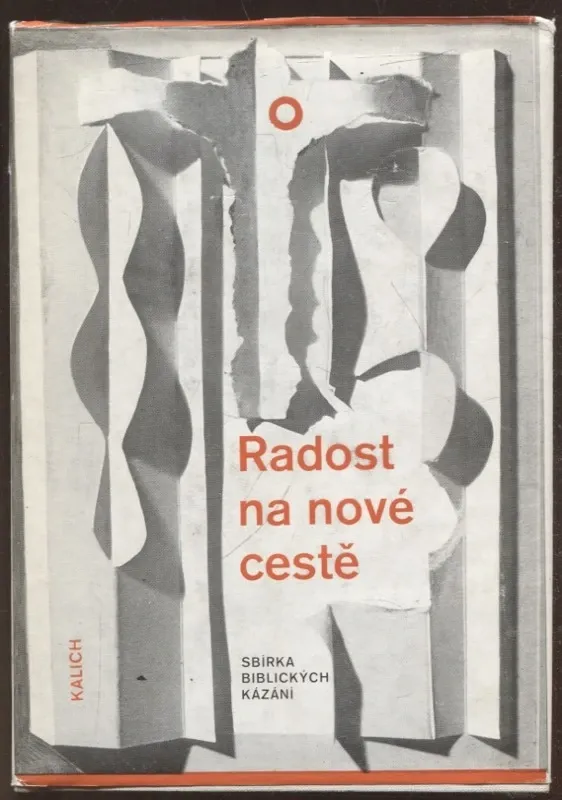 Radost
na nové
cestě
SBÍRKA
BIBLICKÝCH
KÁZÁNÍ
KALICH